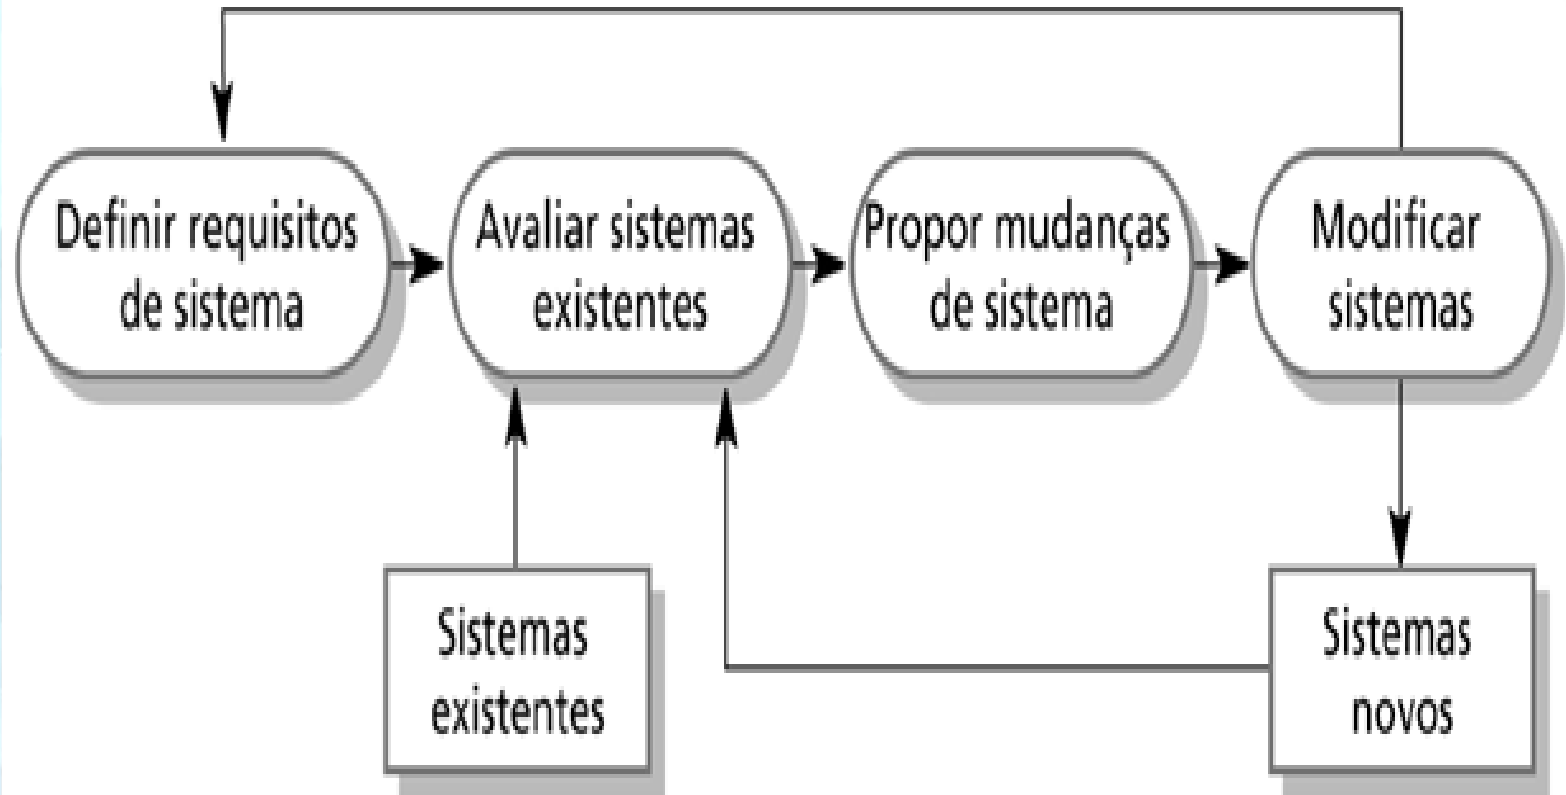 Definir requisitos
de sistema
Avaliar sistemas
existentes
Propor mudanças
de sistema
Modificar
sistemas
Sistemas
existentes
Sistemas
novos